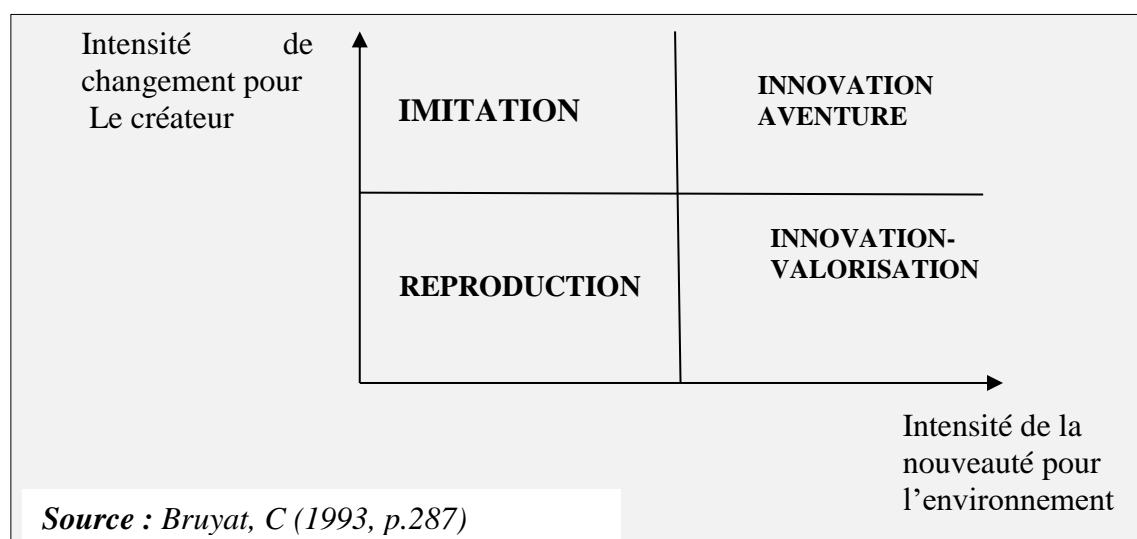 Intensité de
changement pour
Le créateur
IMITATION
INNOVATION
AVENTURE
REPRODUCTION
INNOVATION-
VALORISATION
Intensité de la
nouveauté pour
l’environnement
Source : Bruyat, C (1993, p.287)